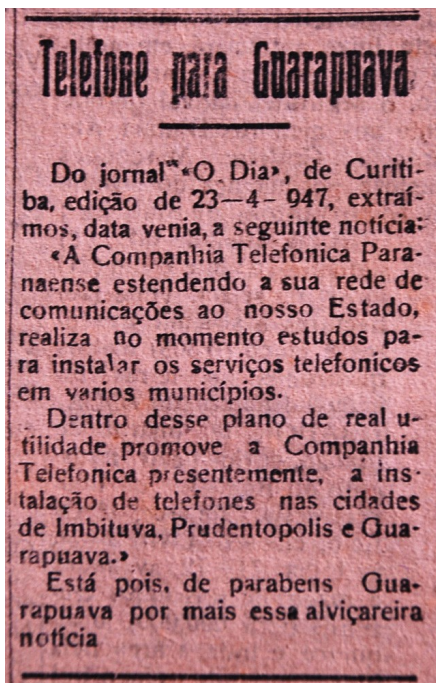 Telefone para Guarapuava
Do jornal "«O Dia», de Curiti-
ba, edição de 23—4- 947, extraí-
mos, data venia, a seguinte notícia:
«A Companhia Telefonica Para-
naense estendendo a sua rede de
comunicações ao nosso Estado,
realiza no momento estudos pa-
ra instalar os serviços telefonicos
em varios municípios.
Dentro desse plano de real u-
tilidade promove a Companhia
Telefonica presentemente, a ins-
talação de telefones nas cidades
de Imbituva, Prudentopolis e Gua-
rapuava.»
Está pois, de parabens Gua-
rapuava por mais essa alviçareira
notícia